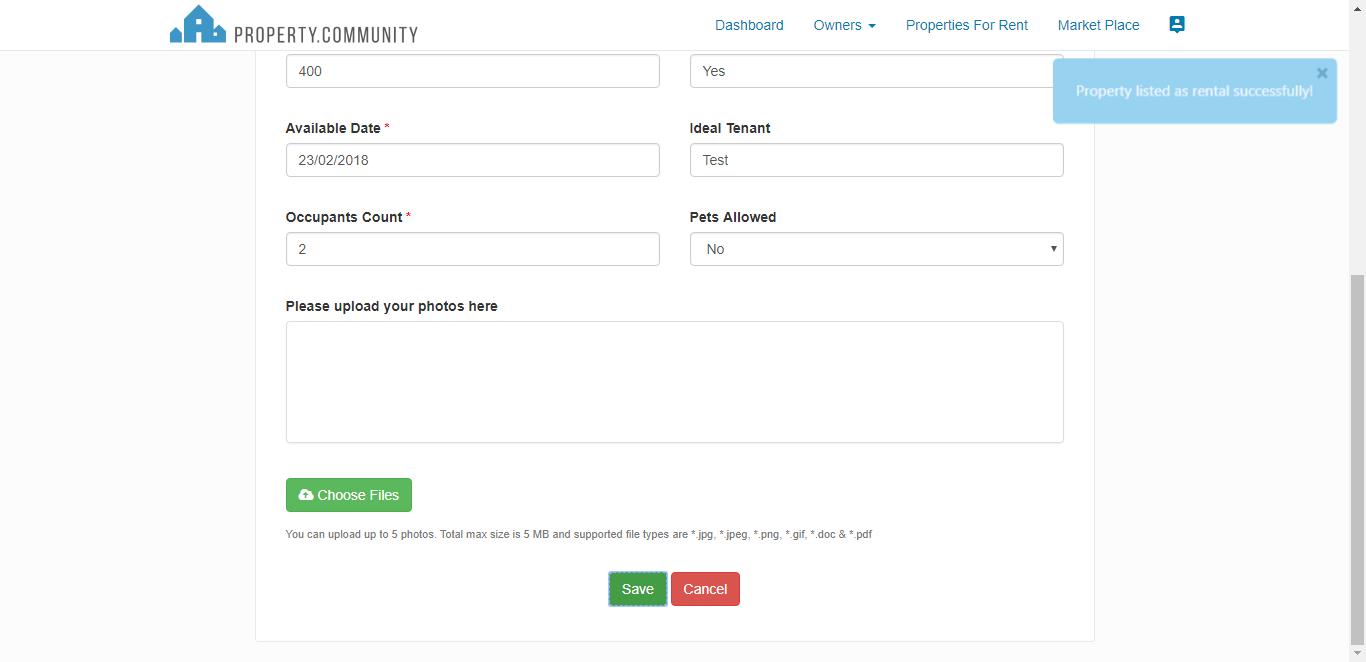 PROPERTY.COMMUNITY
Dashboard
Owners
Properties For Rent
Market Place
400
Yes
Property listed as rental successfully!
Available Date *
Ideal Tenant
23/02/2018
Test
Occupants Count *
Pets Allowed
2
No
Please upload your photos here
Choose Files
You can upload up to 5 photos. Total max size is 5 MB and supported file types are *.jpg, *.jpeg, *.png, *.gif, *.doc & *.pdf
Save
Cancel